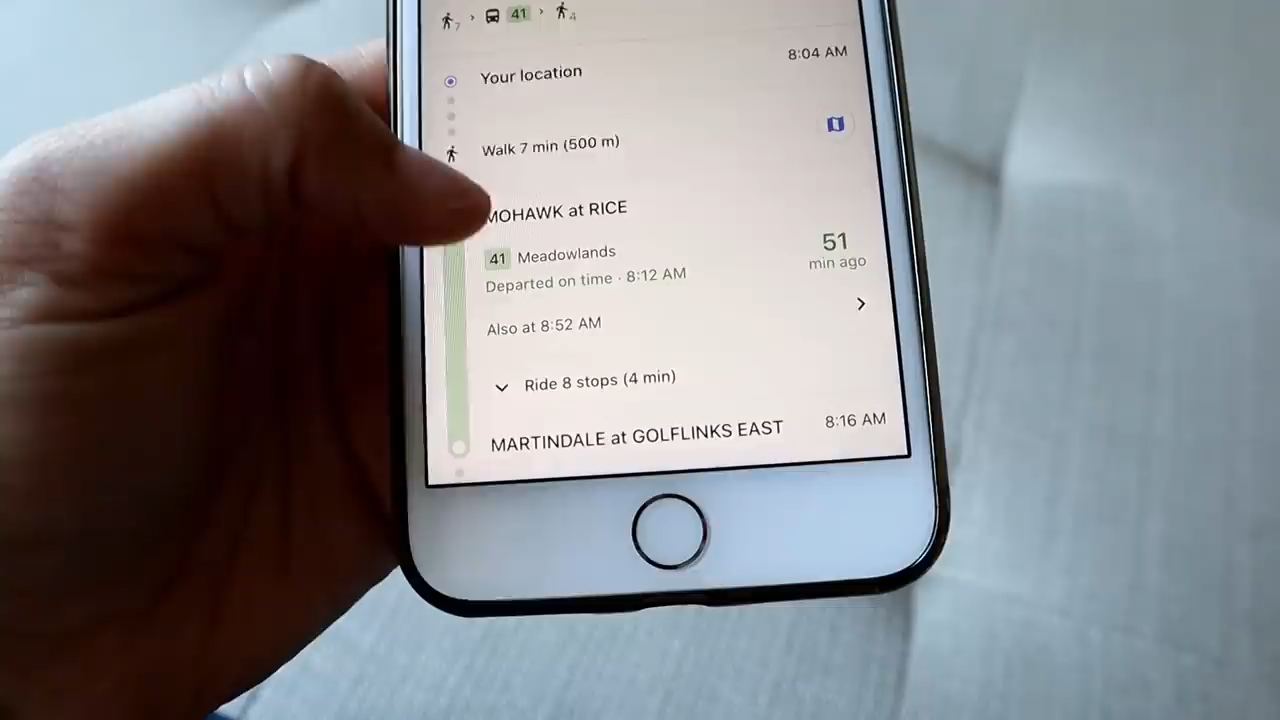 7 41 4
Your location 8:04 AM
Walk 7 min (500 m)
MOHAWK at RICE
41 Meadowlands 51
Departed on time · 8:12 AM min ago
Also at 8:52 AM
Ride 8 stops (4 min)
MARTINDALE at GOLFLINKS EAST 8:16 AM